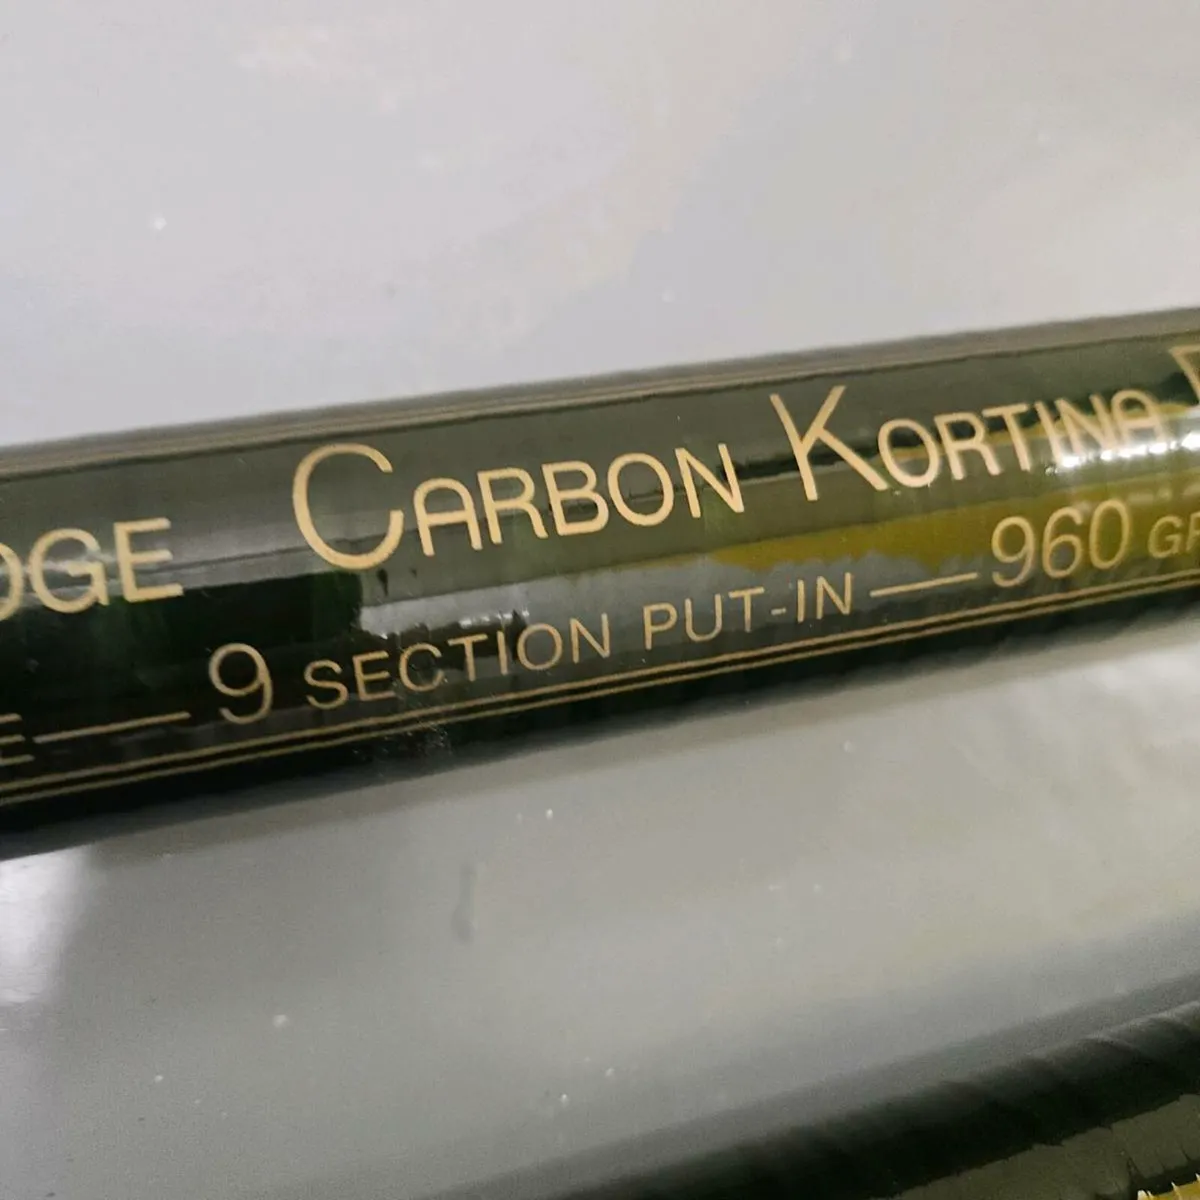 DGE CARBON KORTINA
9 SECTION PUT-IN — 960 GR